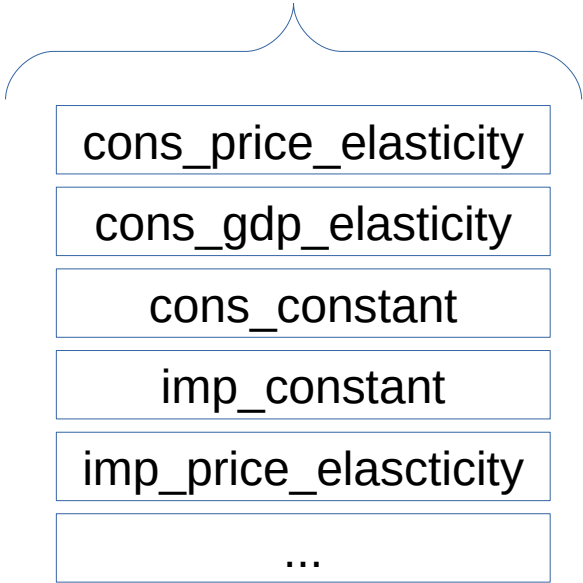 cons_price_elasticity
cons_gdp_elasticity
cons_constant
imp_constant
imp_price_elascticity
...